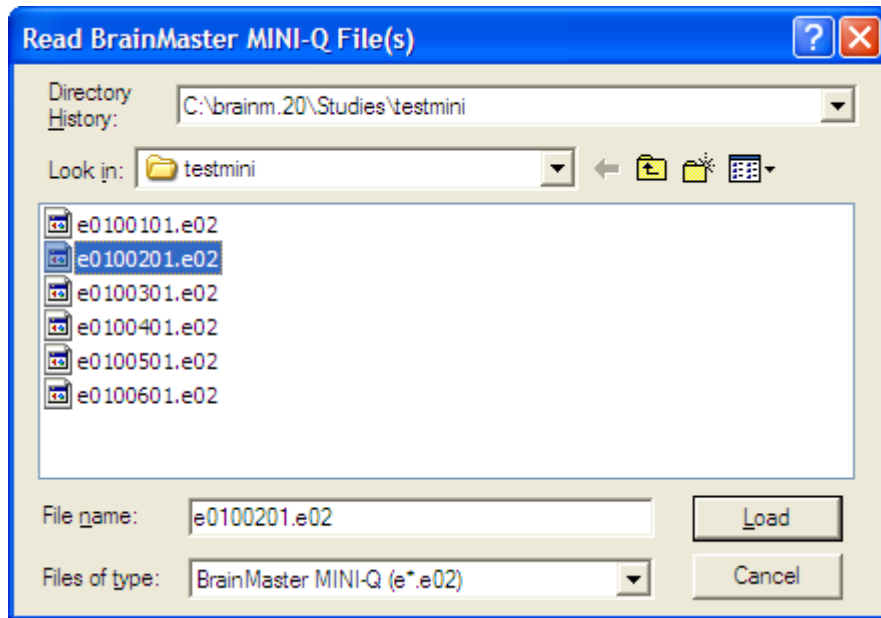 Read BrainMaster MINI-Q File(s)
Directory
History:
C:\brainm.20\Studies\testmini
Look in:
testmini
e0100101.e02
e0100201.e02
e0100301.e02
e0100401.e02
e0100501.e02
e0100601.e02
File name:
e0100201.e02
Load
Files of type:
BrainMaster MINI-Q (e*.e02)
Cancel